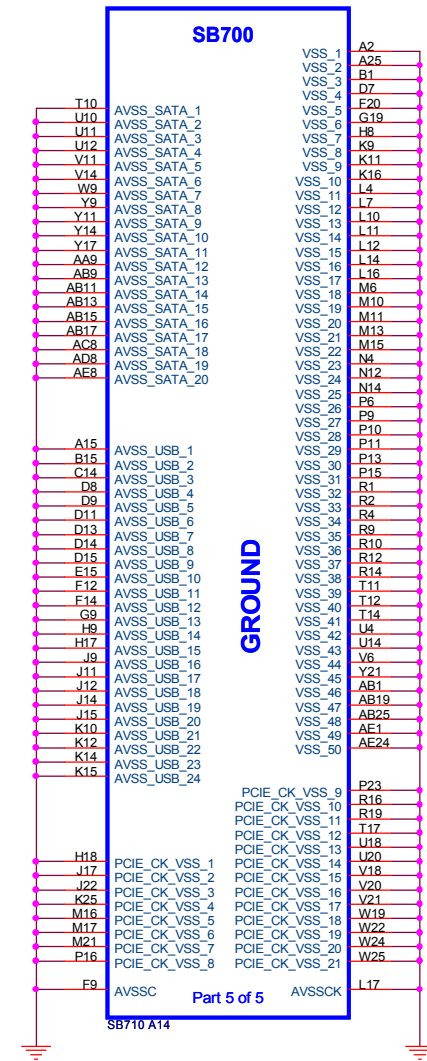 SB700
T10 AVSS_SATA_1
U10 AVSS_SATA_2
U11 AVSS_SATA_3
U12 AVSS_SATA_4
V11 AVSS_SATA_5
V14 AVSS_SATA_6
W9 AVSS_SATA_7
Y9 AVSS_SATA_8
Y11 AVSS_SATA_9
Y14 AVSS_SATA_10
Y17 AVSS_SATA_11
AA9 AVSS_SATA_12
AB9 AVSS_SATA_13
AB11 AVSS_SATA_14
AB13 AVSS_SATA_15
AB15 AVSS_SATA_16
AB17 AVSS_SATA_17
AC8 AVSS_SATA_18
AD8 AVSS_SATA_19
AE8 AVSS_SATA_20
A15 AVSS_USB_1
B15 AVSS_USB_2
C14 AVSS_USB_3
D8 AVSS_USB_4
D9 AVSS_USB_5
D11 AVSS_USB_6
D13 AVSS_USB_7
D14 AVSS_USB_8
D15 AVSS_USB_9
E15 AVSS_USB_10
F12 AVSS_USB_11
F14 AVSS_USB_12
G9 AVSS_USB_13
H9 AVSS_USB_14
H17 AVSS_USB_15
J9 AVSS_USB_16
J11 AVSS_USB_17
J12 AVSS_USB_18
J14 AVSS_USB_19
J15 AVSS_USB_20
K10 AVSS_USB_21
K12 AVSS_USB_22
K14 AVSS_USB_23
K15 AVSS_USB_24
H18 PCIE_CK_VSS_1
J17 PCIE_CK_VSS_2
J22 PCIE_CK_VSS_3
K25 PCIE_CK_VSS_4
M16 PCIE_CK_VSS_5
M17 PCIE_CK_VSS_6
M21 PCIE_CK_VSS_7
P16 PCIE_CK_VSS_8
F9 AVSSC
GROUND
VSS_1 A2
VSS_2 A25
VSS_3 B1
VSS_4 D7
VSS_5 F20
VSS_6 G19
VSS_7 H8
VSS_8 K9
VSS_9 K11
VSS_10 K16
VSS_11 L4
VSS_12 L7
VSS_13 L10
VSS_14 L11
VSS_15 L12
VSS_16 L14
VSS_17 L16
VSS_18 M6
VSS_19 M10
VSS_20 M11
VSS_21 M13
VSS_22 M15
VSS_23 N4
VSS_24 N12
VSS_25 N14
VSS_26 P6
VSS_27 P9
VSS_28 P10
VSS_29 P11
VSS_30 P13
VSS_31 P15
VSS_32 R1
VSS_33 R2
VSS_34 R4
VSS_35 R9
VSS_36 R10
VSS_37 R12
VSS_38 R14
VSS_39 T11
VSS_40 T12
VSS_41 T14
VSS_42 U4
VSS_43 U14
VSS_44 V6
VSS_45 Y21
VSS_46 AB1
VSS_47 AB19
VSS_48 AB25
VSS_49 AE1
VSS_50 AE24
PCIE_CK_VSS_9 P23
PCIE_CK_VSS_10 R16
PCIE_CK_VSS_11 R19
PCIE_CK_VSS_12 T17
PCIE_CK_VSS_13 U18
PCIE_CK_VSS_14 U20
PCIE_CK_VSS_15 V18
PCIE_CK_VSS_16 V20
PCIE_CK_VSS_17 V21
PCIE_CK_VSS_18 W19
PCIE_CK_VSS_19 W22
PCIE_CK_VSS_20 W24
PCIE_CK_VSS_21 W25
AVSSCK L17
Part 5 of 5
SB710 A14